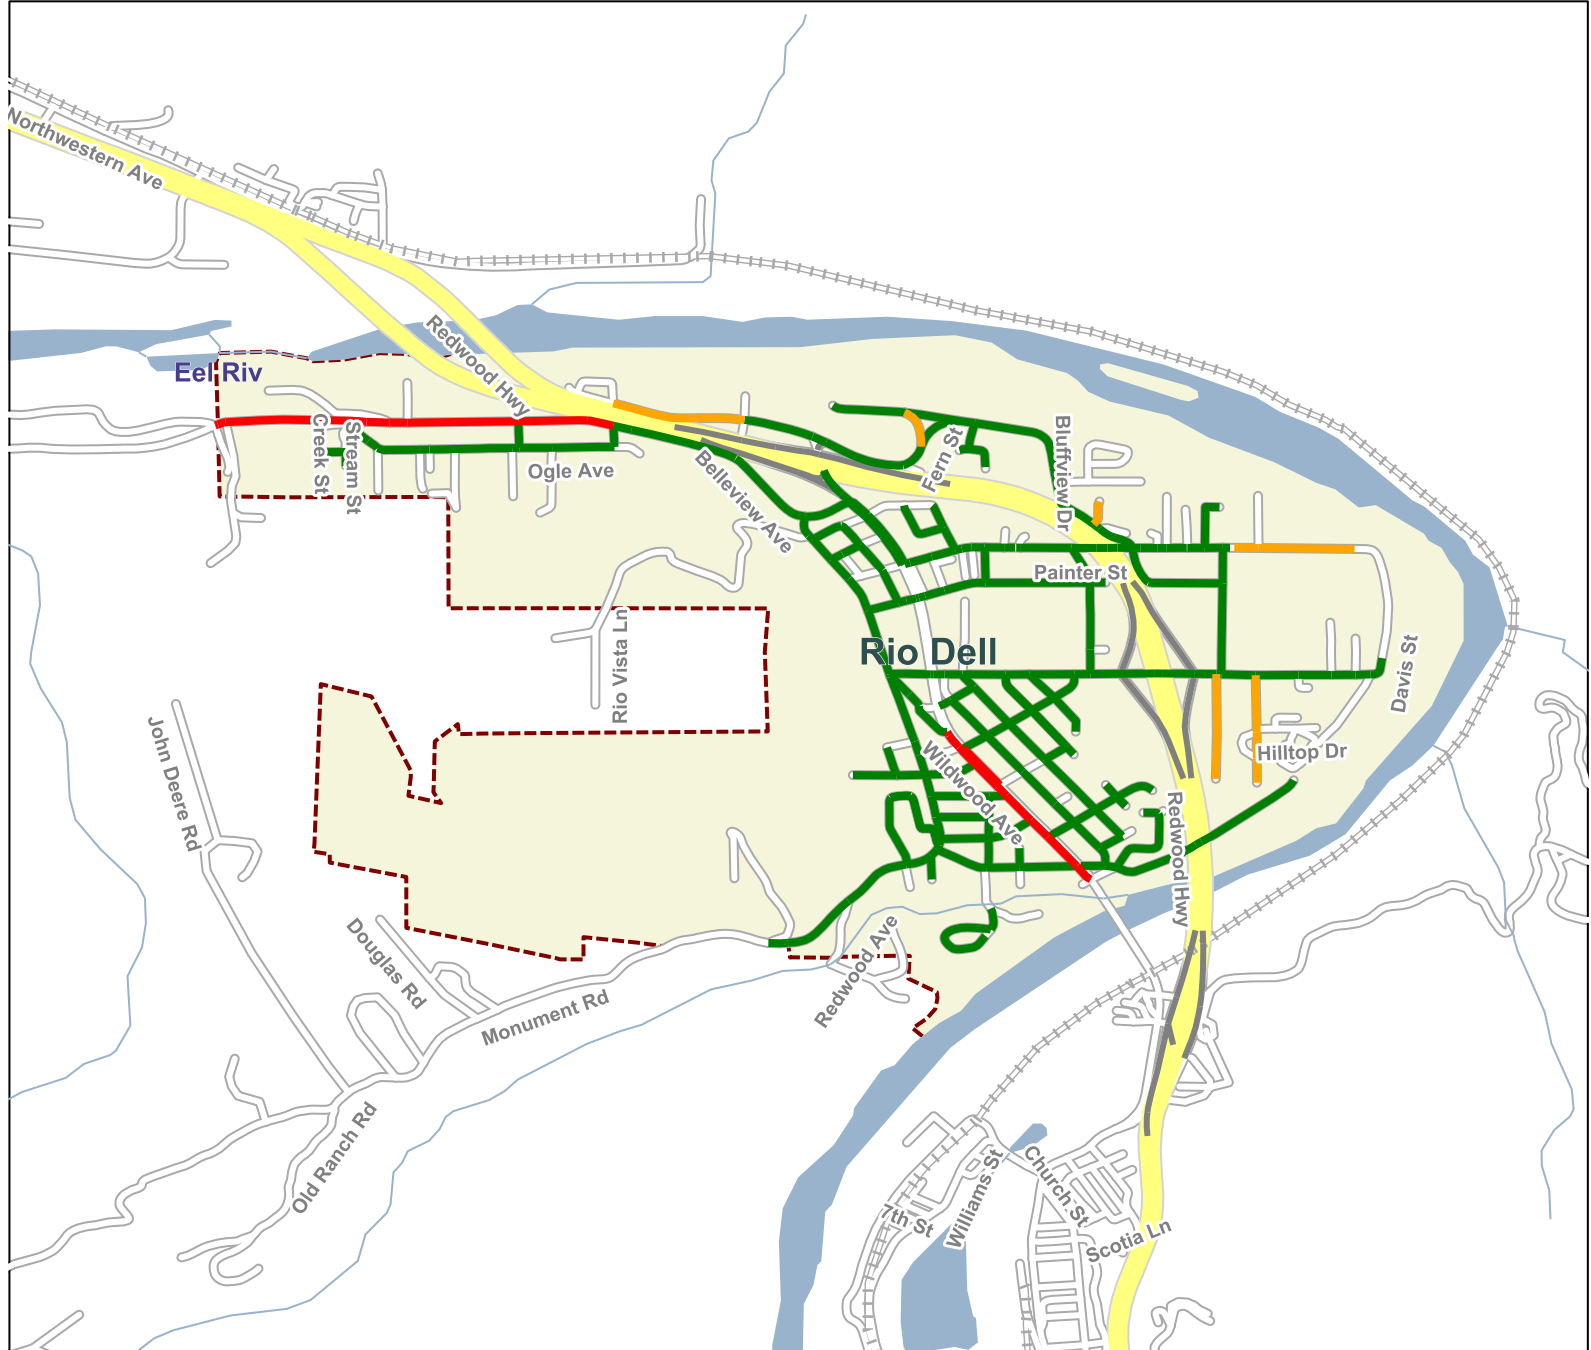 Northwestern Ave
Redwood Hwy
Eel Riv
Creek St
Stream St
Ogle Ave
Belleview Ave
Fern St
Bluffview Dr
Painter St
Rio Vista Ln
Rio Dell
Davis St
John Deere Rd
Wildwood Ave
Hilltop Dr
Redwood Hwy
Douglas Rd
Redwood Ave
Monument Rd
Old Ranch Rd
Church St
Williams St
7th St
Scotia Ln